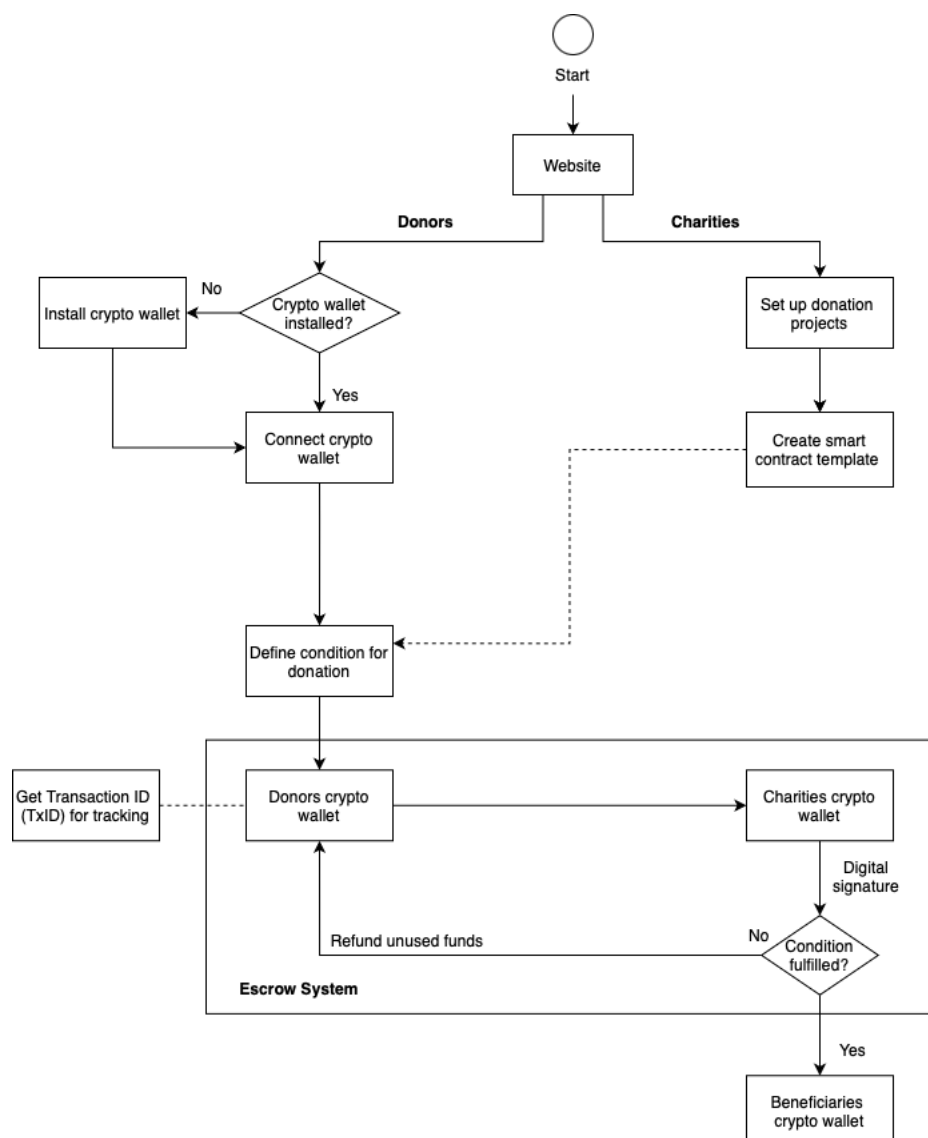 Start
Website
Donors
Charities
No
Install crypto wallet
Crypto wallet
installed?
Set up donation
projects
Yes
Connect crypto
wallet
Create smart
contract template
Define condition for
donation
Get Transaction ID
(TxID) for tracking
Donors crypto
wallet
Charities crypto
wallet
Digital
signature
Refund unused funds
No
Condition
fulfilled?
Escrow System
Yes
Beneficiaries
crypto wallet